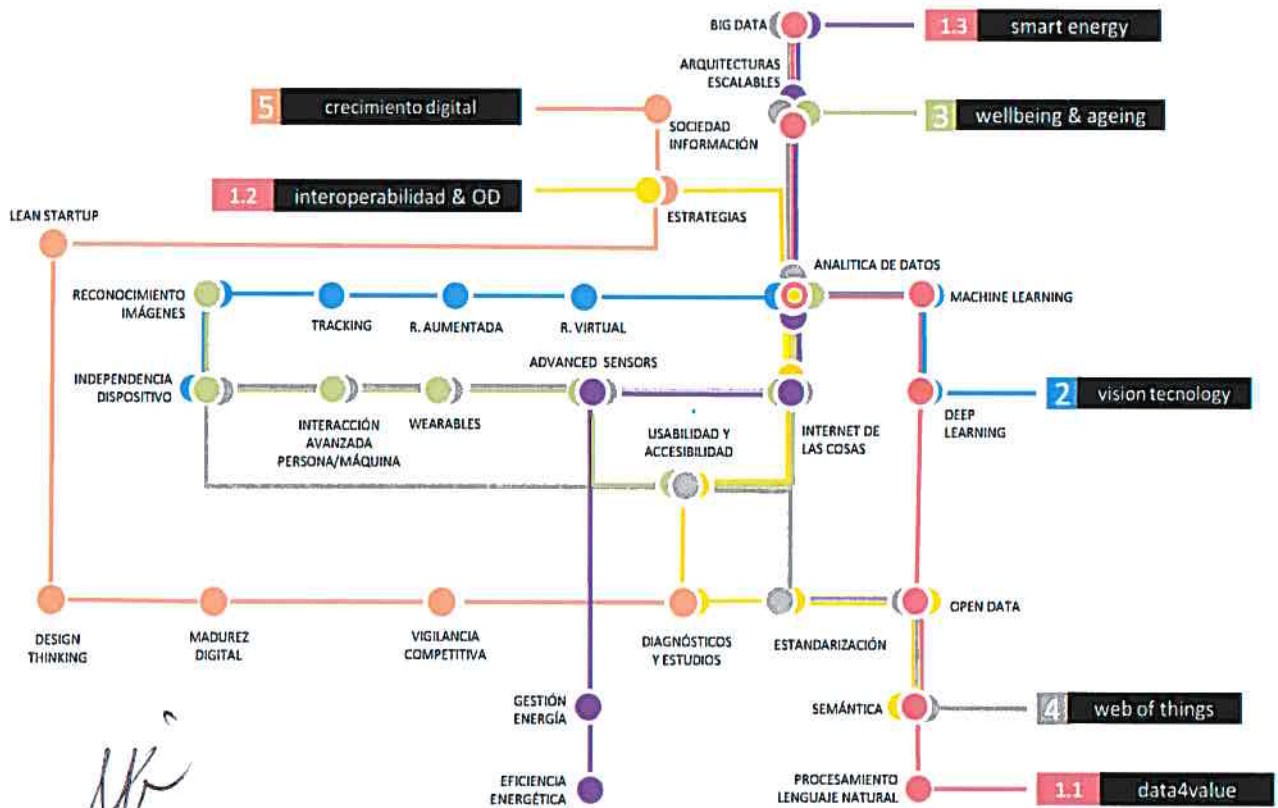 BIG DATA
1.3 smart energy
ARQUITECTURAS
ESCALABLES
5 crecimiento digital
3 wellbeing & ageing
SOCIEDAD
INFORMACIÓN
1.2 interoperabilidad & OD
ESTRATEGIAS
LEAN STARTUP
ANALITICA DE DATOS
RECONOCIMIENTO
IMÁGENES
TRACKING
R. AUMENTADA
R. VIRTUAL
MACHINE LEARNING
ADVANCED SENSORS
INDEPENDENCIA
DISPOSITIVO
2 vision tecnology
INTERACCIÓN
AVANZADA
PERSONA/MÁQUINA
WEARABLES
USABILIDAD Y
ACCESIBILIDAD
INTERNET DE
LAS COSAS
DEEP
LEARNING
OPEN DATA
DESIGN
THINKING
MADUREZ
DIGITAL
VIGILANCIA
COMPETITIVA
DIAGNÓSTICOS
Y ESTUDIOS
ESTANDARIZACIÓN
GESTIÓN
ENERGÍA
SEMÁNTICA
4 web of things
EFICIENCIA
ENERGÉTICA
PROCESAMIENTO
LENGUAJE NATURAL
1.1 data4value